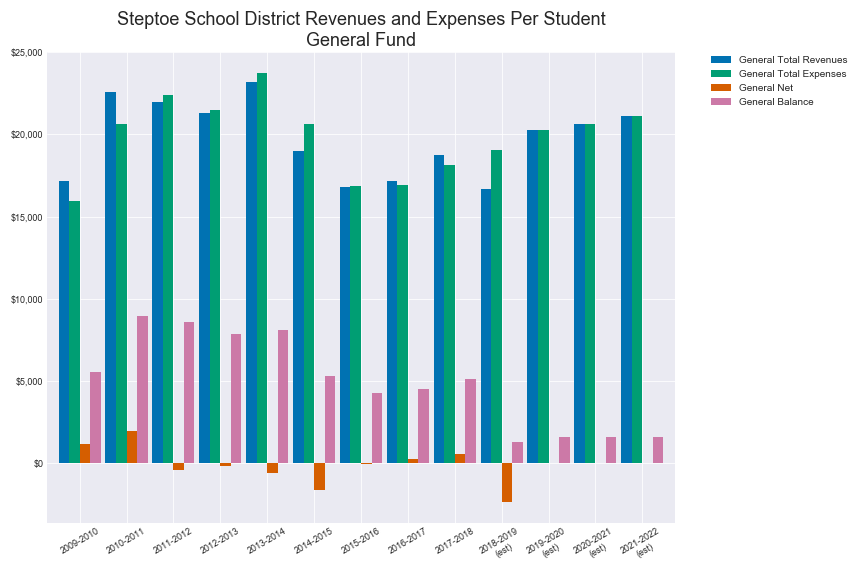 Steptoe School District Revenues and Expenses Per Student
General Fund
$25,000
$20,000
$15,000
$10,000
$5,000
$0
General Total Revenues
General Total Expenses
General Net
General Balance
2009-2010
2010-2011
2011-2012
2012-2013
2013-2014
2014-2015
2015-2016
2016-2017
2017-2018
2018-2019
(est)
2019-2020
(est)
2020-2021
(est)
2021-2022
(est)